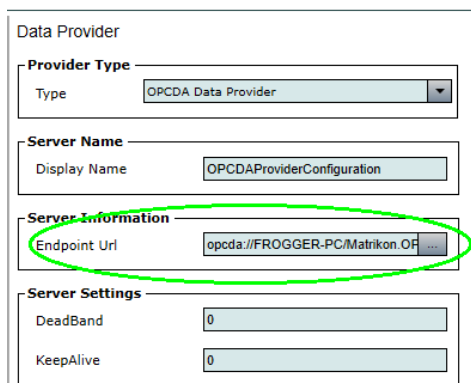 Data Provider
Provider Type
Type OPCDA Data Provider
Server Name
Display Name OPCDAProviderConfiguration
Server Information
Endpoint Url opcda://FROGGER-PC/Matrikon.OP ...
Server Settings
DeadBand 0
KeepAlive 0